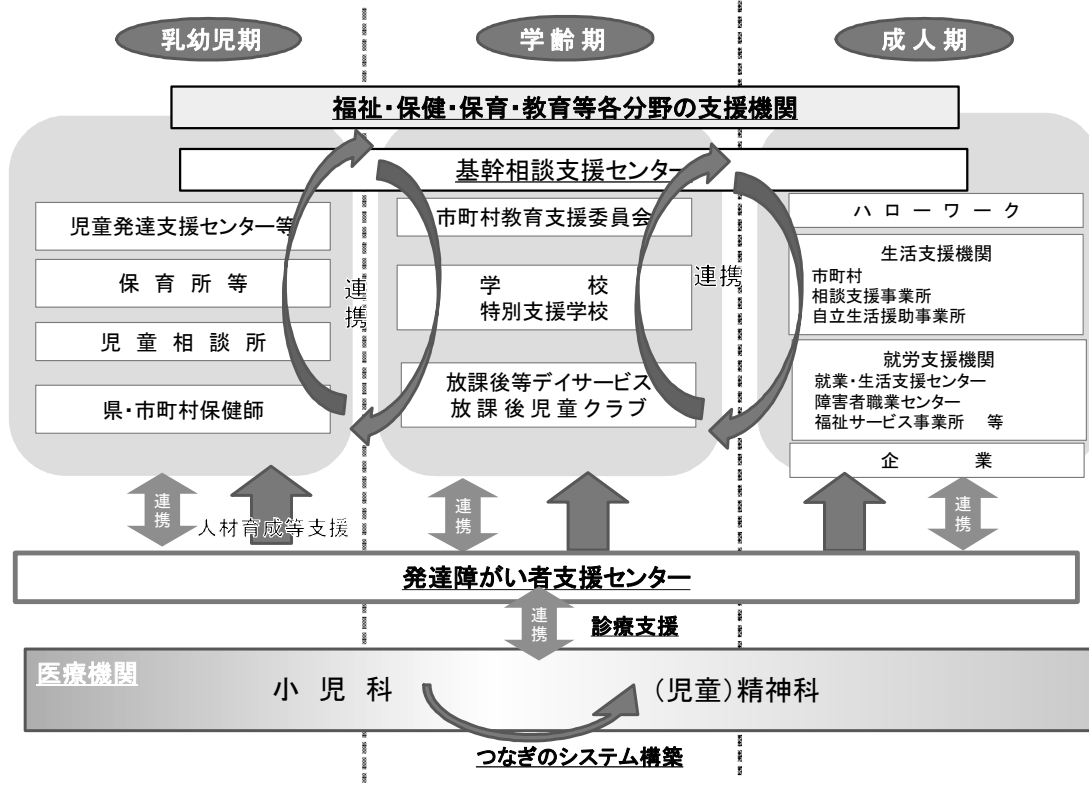 乳幼児期
学齢期
成人期
福祉・保健・保育・教育等各分野の支援機関
基幹相談支援センター
児童発達支援センター等
保育所等
児童相談所
県・市町村保健師
連携
市町村教育支援委員会
学校
特別支援学校
放課後等デイサービス
放課後児童クラブ
連携
ハローワーク
生活支援機関
市町村
相談支援事業所
自立生活援助事業所
就労支援機関
就業・生活支援センター
障害者職業センター
福祉サービス事業所 等
企業
連携
人材育成等支援
連携
連携
発達障がい者支援センター
連携
診療支援
医療機関
小児科
(児童)精神科
つなぎのシステム構築